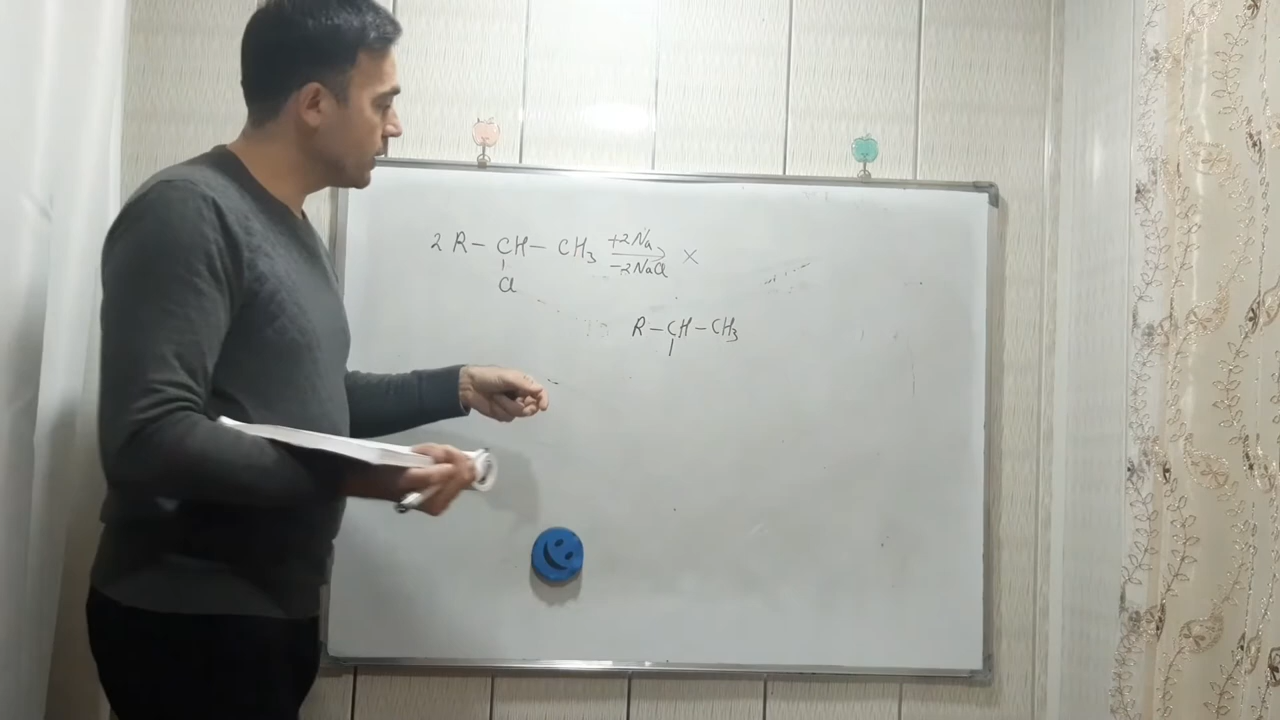 2 R – CH – CH₃ +2Na → -2NaCl X
Cl
R – CH – CH₃